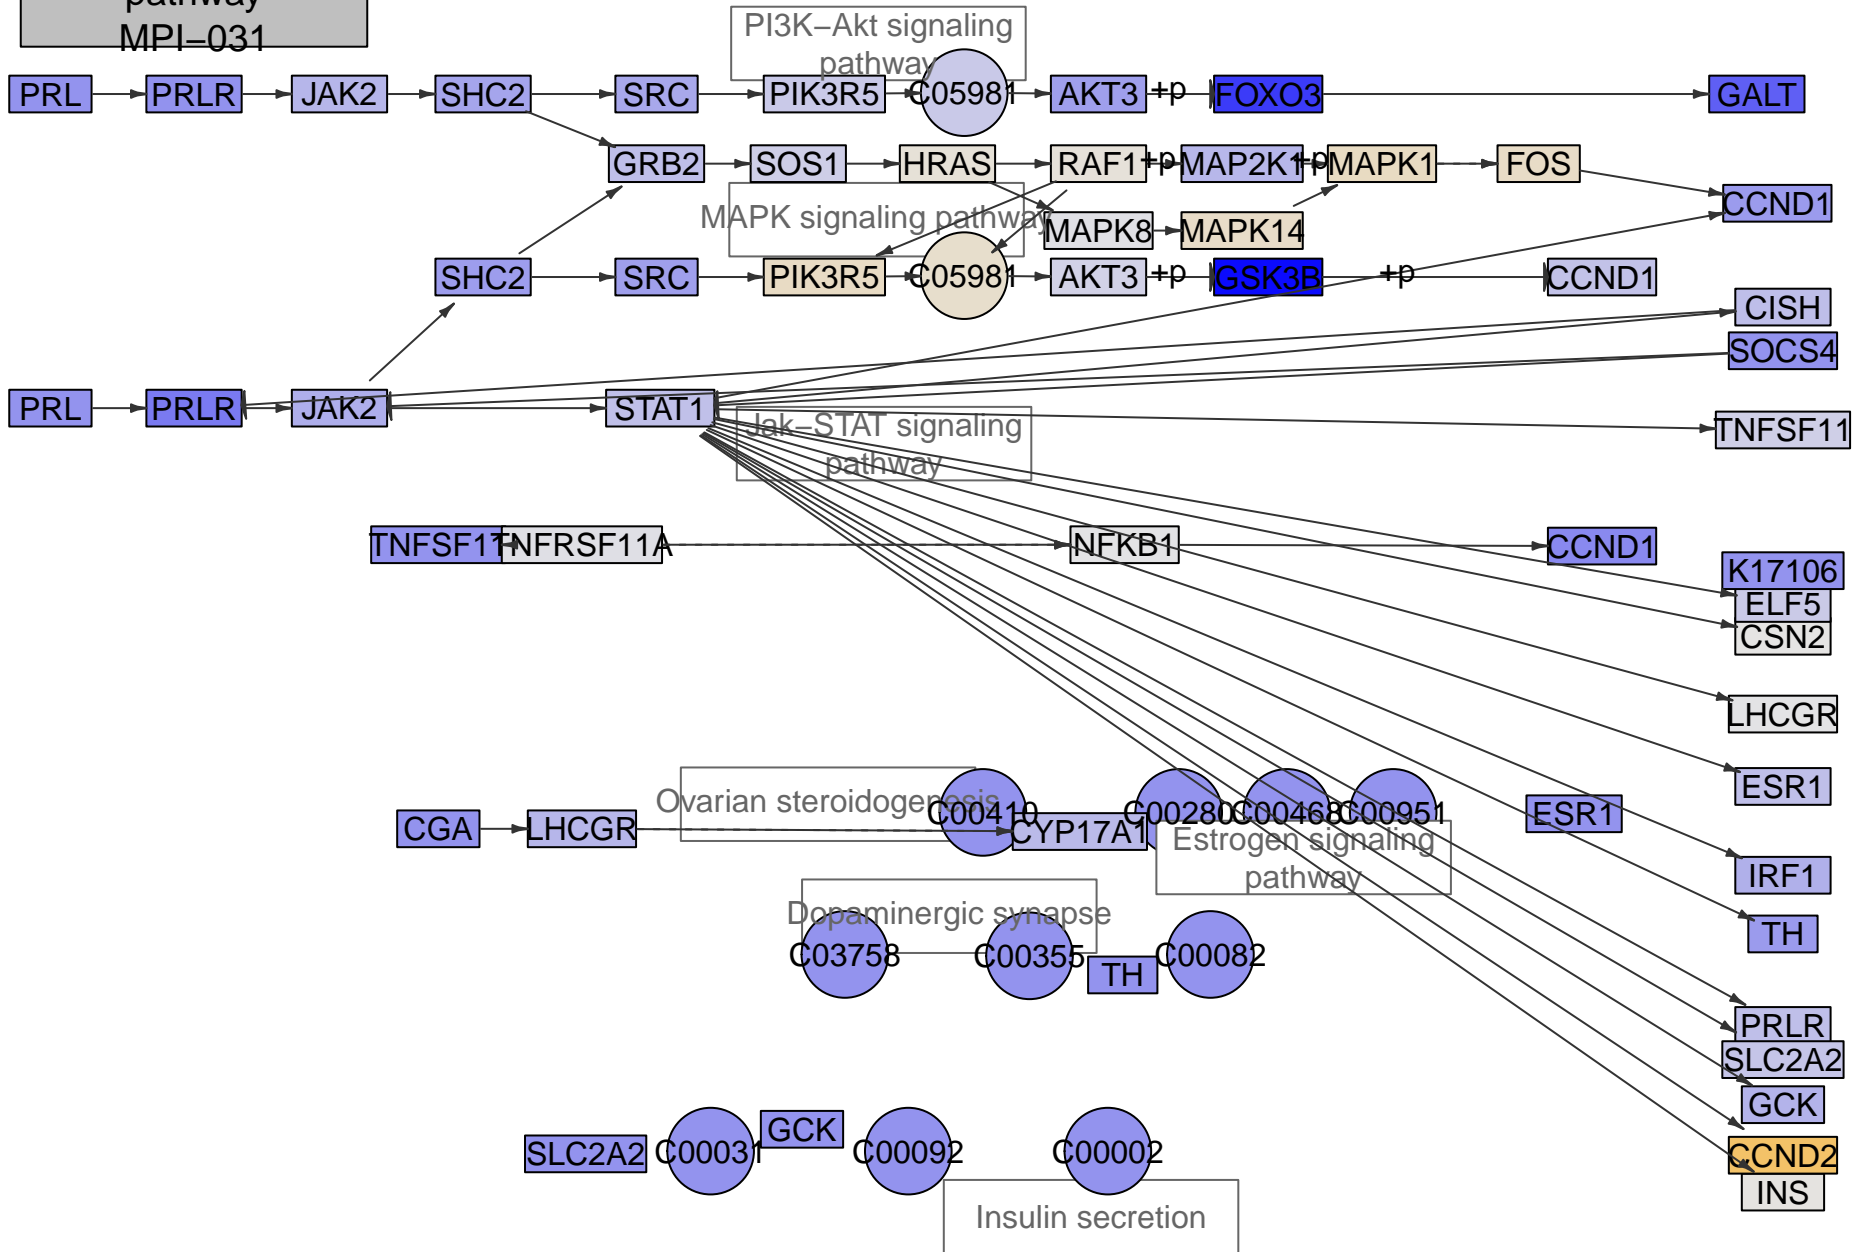 pathway
MPI−031
PI3K−Akt signaling
pathway
PRL
PRLR
JAK2
SHC2
SRC
PIK3R5
C05981
AKT3
+p
FOXO3
GALT
GRB2
SOS1
HRAS
RAF1
+p
MAP2K1
+p
MAPK1
FOS
CCND1
MAPK signaling pathway
MAPK8
MAPK14
SHC2
SRC
PIK3R5
C05981
AKT3
+p
GSK3B
+p
CCND1
CISH
SOCS4
PRL
PRLR
JAK2
STAT1
Jak−STAT signaling
pathway
TNFSF11
TNFSF11
TNFRSF11A
NFKB1
CCND1
K17106
ELF5
CSN2
LHCGR
ESR1
Ovarian steroidogenesis
C00410
C00280
C00468
C00951
ESR1
CGA
LHCGR
CYP17A1
Estrogen signaling
pathway
IRF1
Dopaminergic synapse
TH
C03758
C00355
TH
C00082
PRLR
SLC2A2
GCK
SLC2A2
C00031
GCK
C00092
C00002
CCND2
INS
Insulin secretion